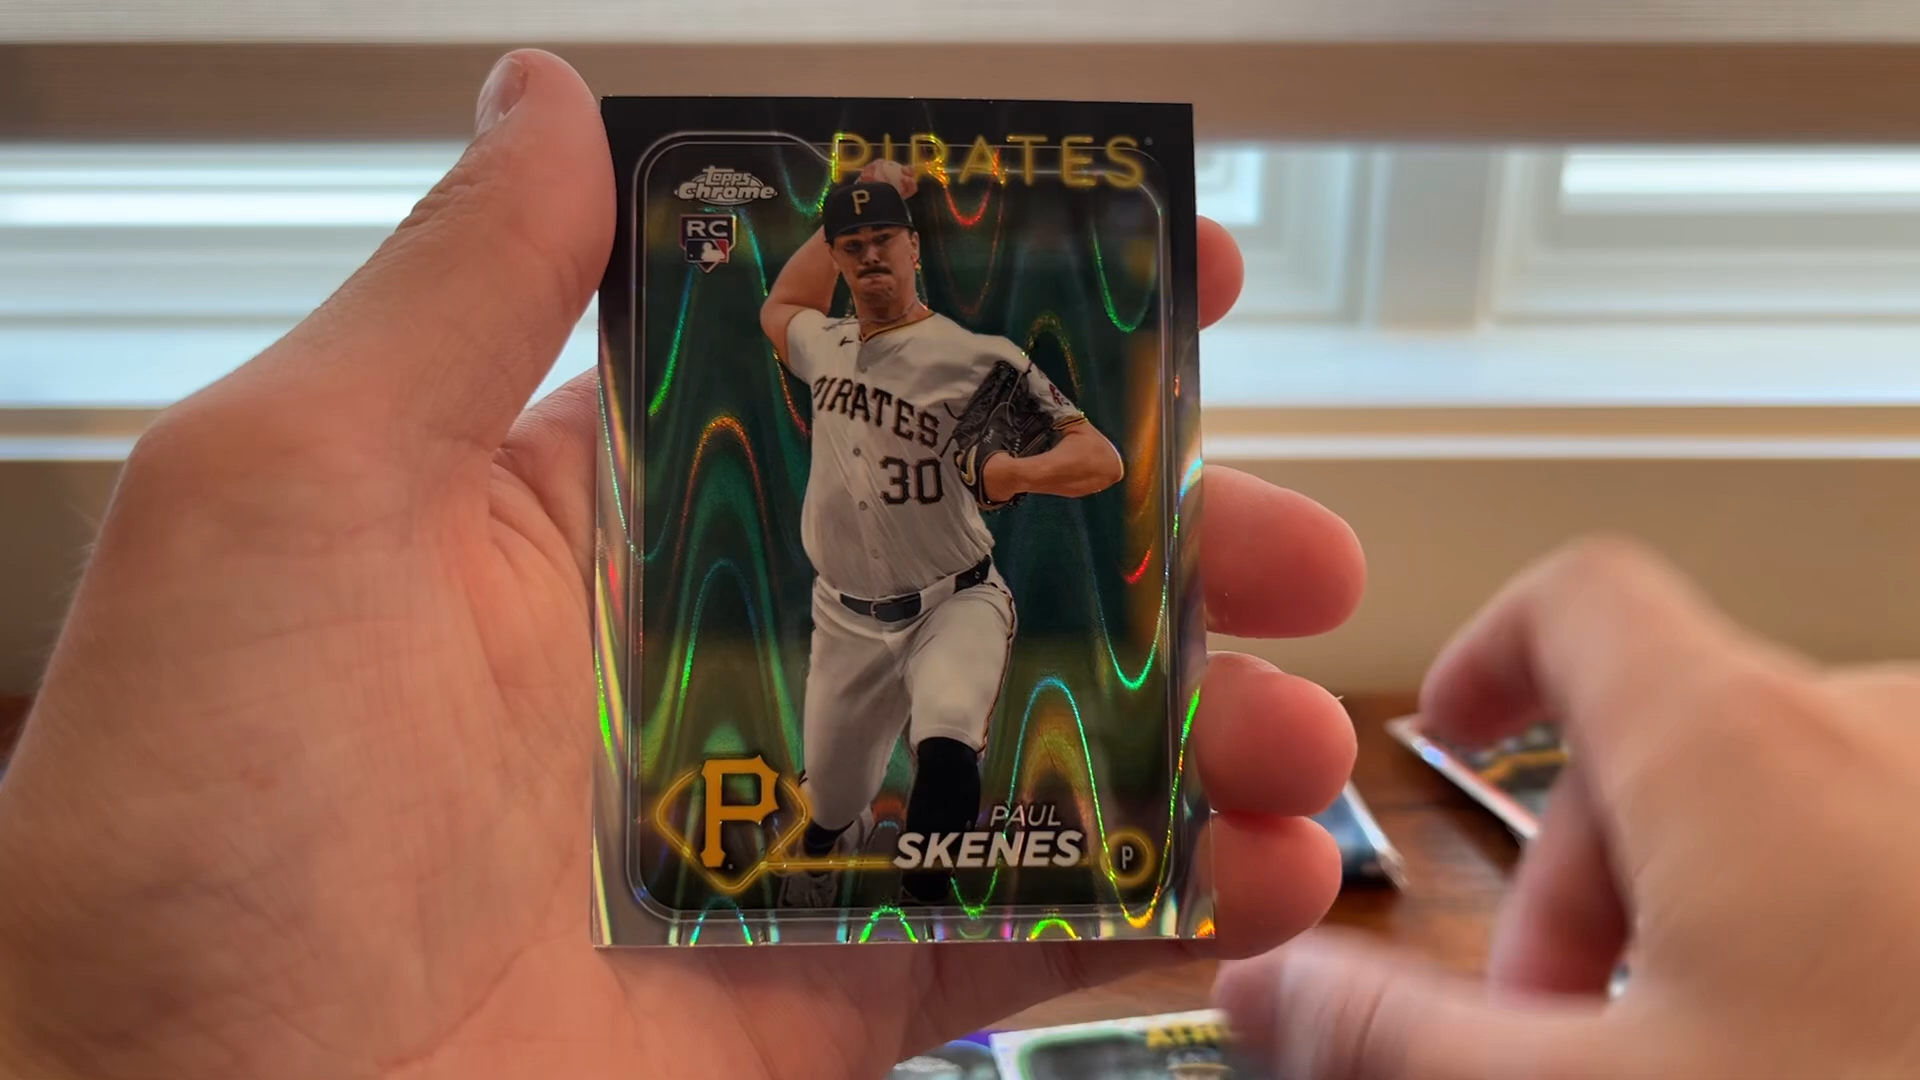 PIRATES
Topps
Chrome
RC
P
PIRATES
30
P
PAUL
SKENES
P